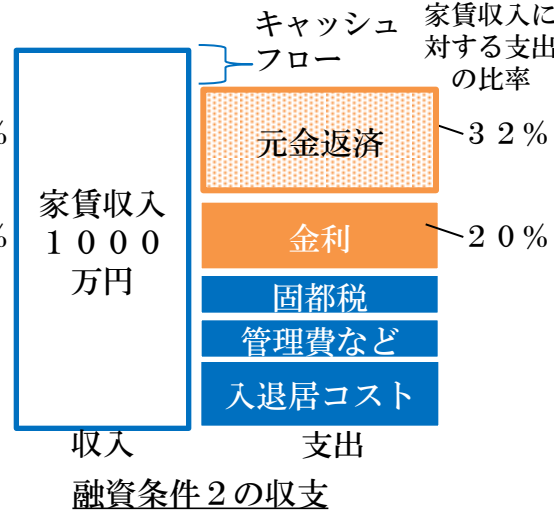 キャッシュ
フロー
家賃収入に
対する支出
の比率
%
%
家賃収入
１０００
万円
元金返済
３２%
金利
２０%
固都税
管理費など
入退居コスト
収入
支出
融資条件２の収支